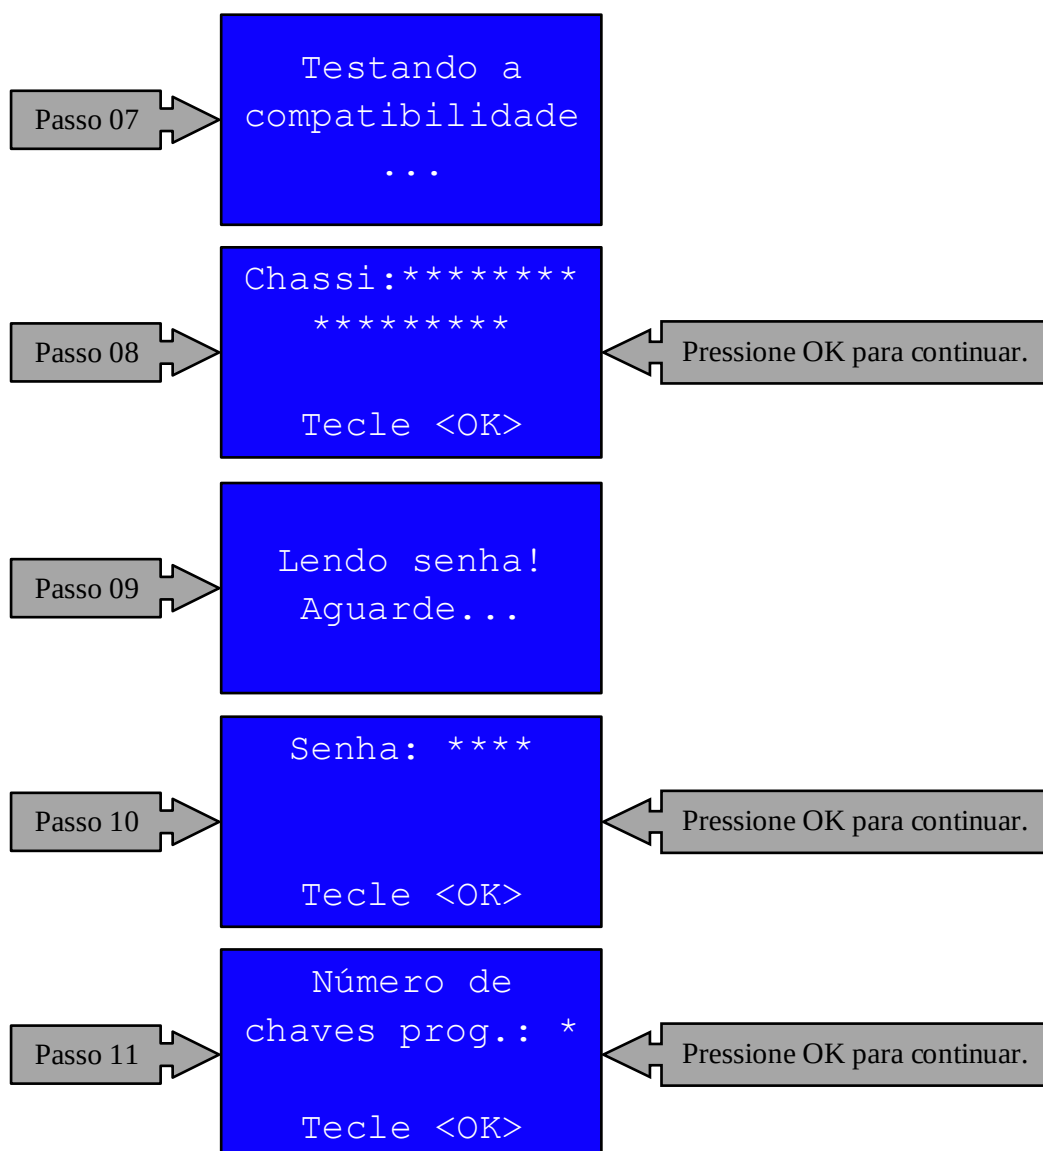 Passo 07
Testando a
compatibilidade
...
Passo 08
Chassi:********
*********
Tecle <OK>
Pressione OK para continuar.
Passo 09
Lendo senha!
Aguarde...
Passo 10
Senha: ****
Tecle <OK>
Pressione OK para continuar.
Passo 11
Número de
chaves prog.: *
Tecle <OK>
Pressione OK para continuar.